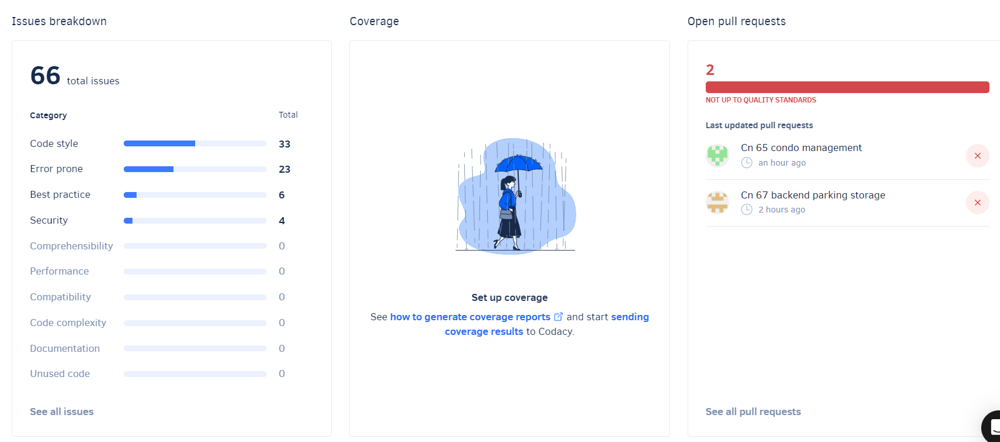 Issues breakdown
66 total issues
Category Total
Code style 33
Error prone 23
Best practice 6
Security 4
Comprehensibility 0
Performance 0
Compatibility 0
Code complexity 0
Documentation 0
Unused code 0
See all issues
Coverage
Set up coverage
See how to generate coverage reports and start sending
coverage results to Codacy.
Open pull requests
2
NOT UP TO QUALITY STANDARDS
Last updated pull requests
Cn 65 condo management
an hour ago
Cn 67 backend parking storage
2 hours ago
See all pull requests